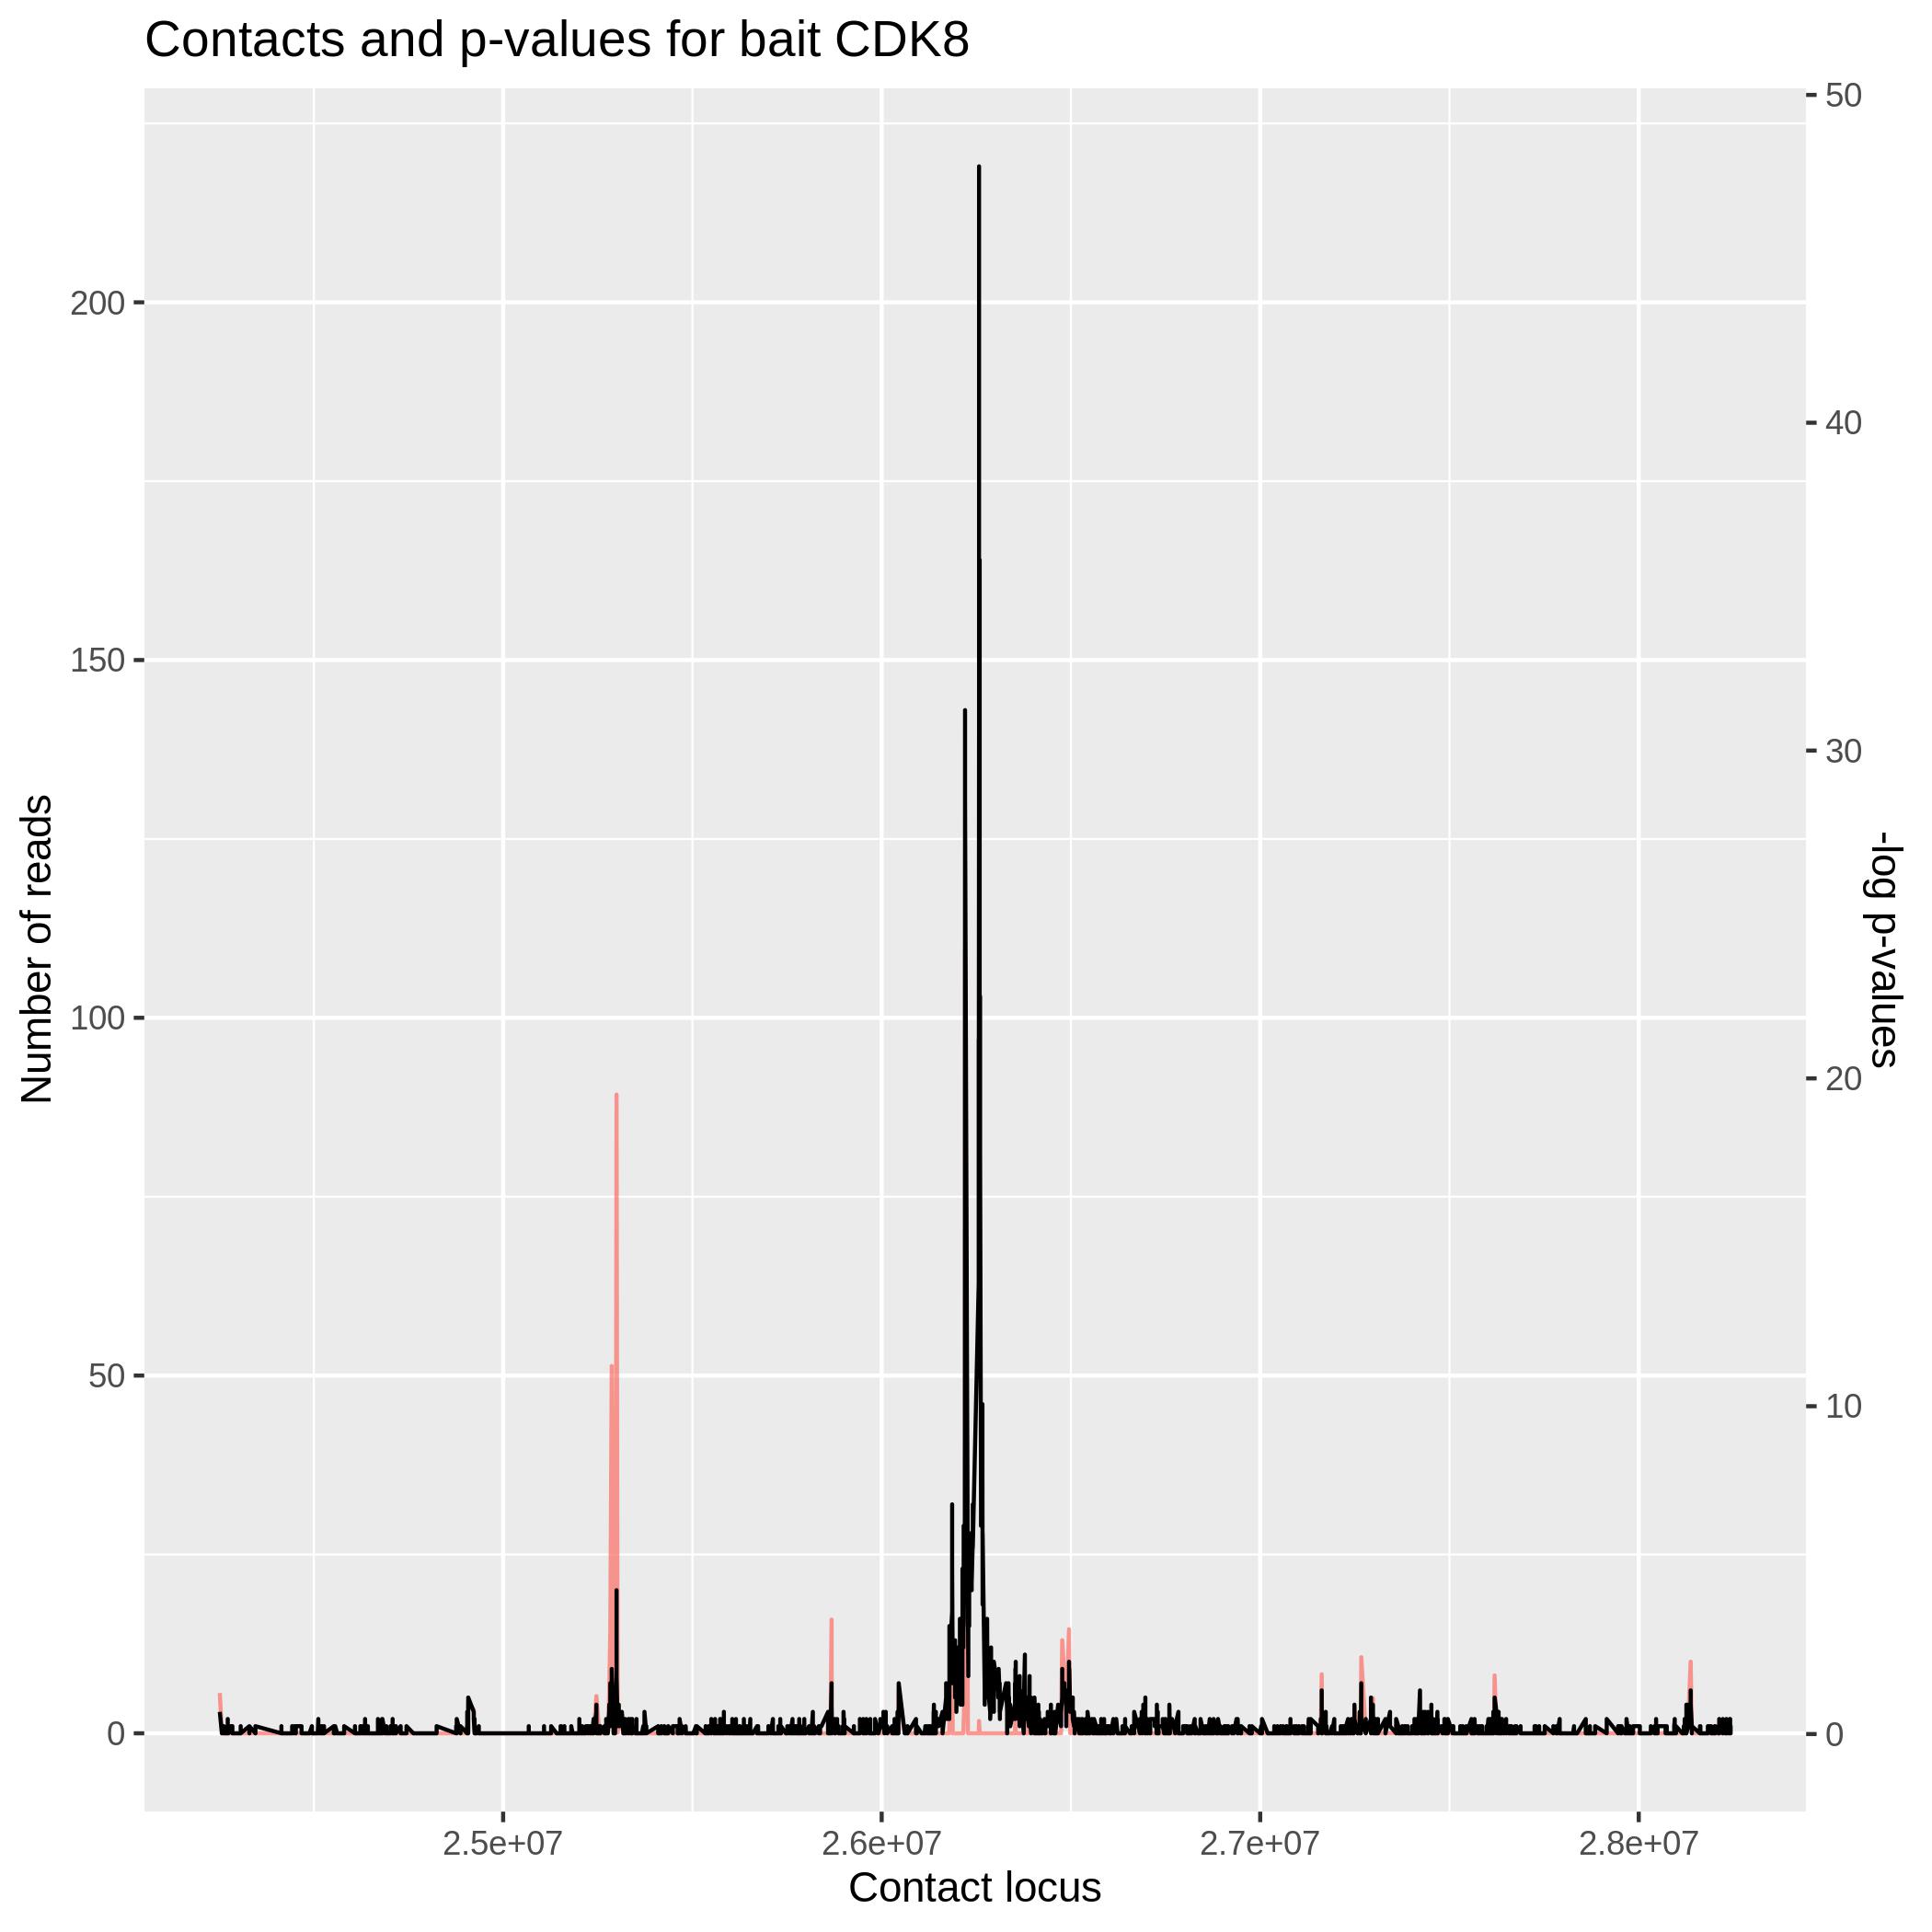 Contacts and p-values for bait CDK8
Number of reads
200
150
100
50
0
50
40
30
20
10
0
-log p-values
2.5e+07
2.6e+07
2.7e+07
2.8e+07
Contact locus